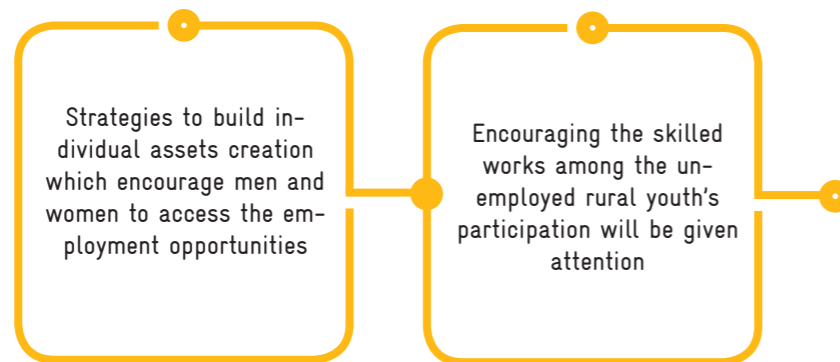 Strategies to build in-
dividual assets creation
which encourage men and
women to access the em-
ployment opportunities
Encouraging the skilled
works among the un-
employed rural youth's
participation will be given
attention